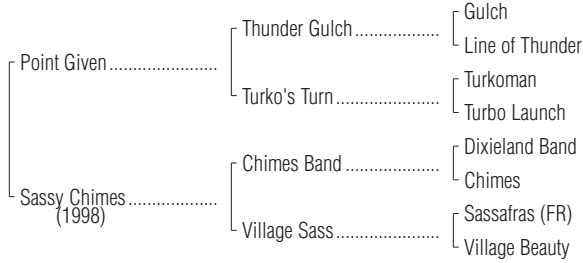 Gulch
Thunder Gulch....................
Line of Thunder
Point Given.........................
Turkoman
Turko's Turn........................
Turbo Launch
Dixieland Band
Chimes Band ......................
Chimes
Sassy Chimes.....................
(1998)
Sassafras (FR)
Village Sass........................
Village Beauty